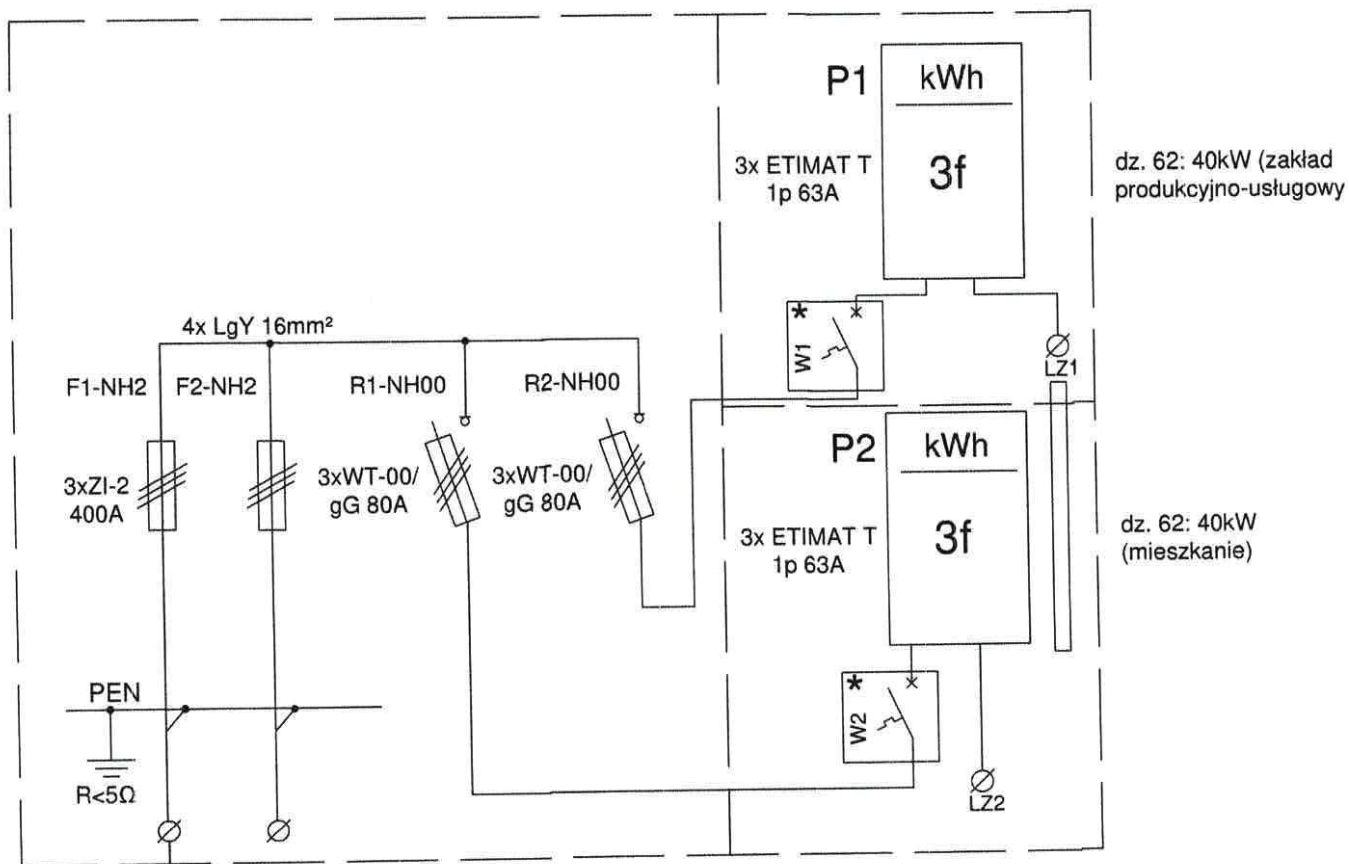 P1
kWh
3f
3x ETIMAT T
1p 63A
dz. 62: 40kW (zakład
produkcyjno-usługowy
*
W1
LZ1
4x LgY 16mm²
F1-NH2
F2-NH2
R1-NH00
R2-NH00
3xZI-2
400A
3xWT-00/
gG 80A
3xWT-00/
gG 80A
P2
kWh
3f
3x ETIMAT T
1p 63A
dz. 62: 40kW
(mieszkanie)
*
W2
LZ2
PEN
R<5Ω